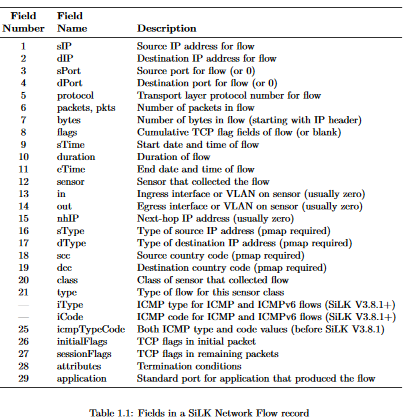 Field Field
Number Name Description
1 sIP Source IP address for flow
2 dIP Destination IP address for flow
3 sPort Source port for flow (or 0)
4 dPort Destination port for flow (or 0)
5 protocol Transport layer protocol number for flow
6 packets, pkts Number of packets in flow
7 bytes Number of bytes in flow (starting with IP header)
8 flags Cumulative TCP flag fields of flow (or blank)
9 sTime Start date and time of flow
10 duration Duration of flow
11 eTime End date and time of flow
12 sensor Sensor that collected the flow
13 in Ingress interface or VLAN on sensor (usually zero)
14 out Egress interface or VLAN on sensor (usually zero)
15 nhIP Next-hop IP address (usually zero)
16 sType Type of source IP address (pmap required)
17 dType Type of destination IP address (pmap required)
18 scc Source country code (pmap required)
19 dcc Destination country code (pmap required)
20 class Class of sensor that collected flow
21 type Type of flow for this sensor class
— iType ICMP type for ICMP and ICMPv6 flows (SiLK V3.8.1+)
— iCode ICMP code for ICMP and ICMPv6 flows (SiLK V3.8.1+)
25 icmpTypeCode Both ICMP type and code values (before SiLK V3.8.1)
26 initialFlags TCP flags in initial packet
27 sessionFlags TCP flags in remaining packets
28 attributes Termination conditions
29 application Standard port for application that produced the flow
Table 1.1: Fields in a SiLK Network Flow record